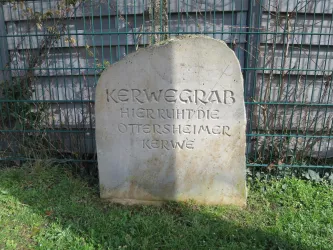 KERWEGRAB
HIER RUHT DIE
OTTERSHEIMER
KERWE